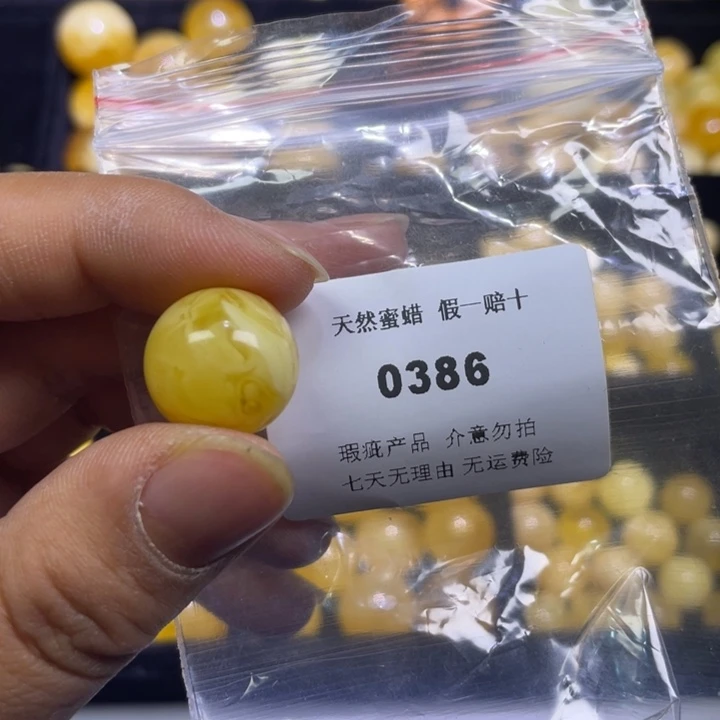 天然蜜蜡 假一赔十
0386
瑕疵产品 介意勿拍
七天无理由 无运费险